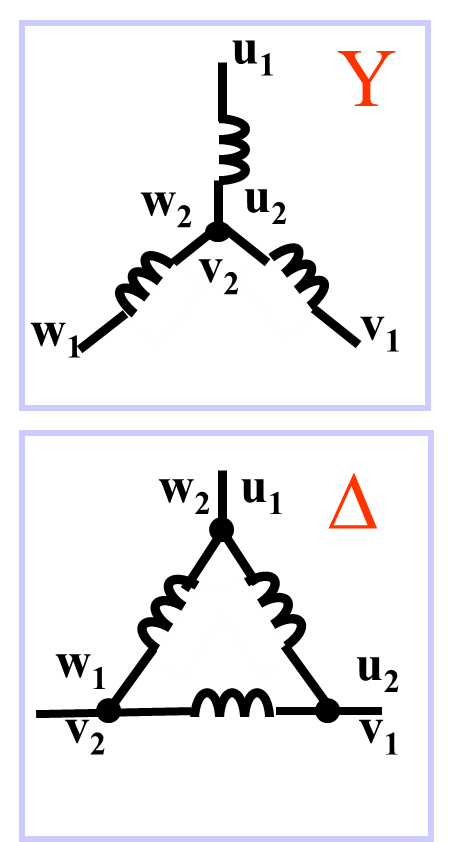 u₁ Y
w₂ u₂
v₂
w₁ v₁
w₂ u₁ Δ
w₁ u₂
v₂ v₁